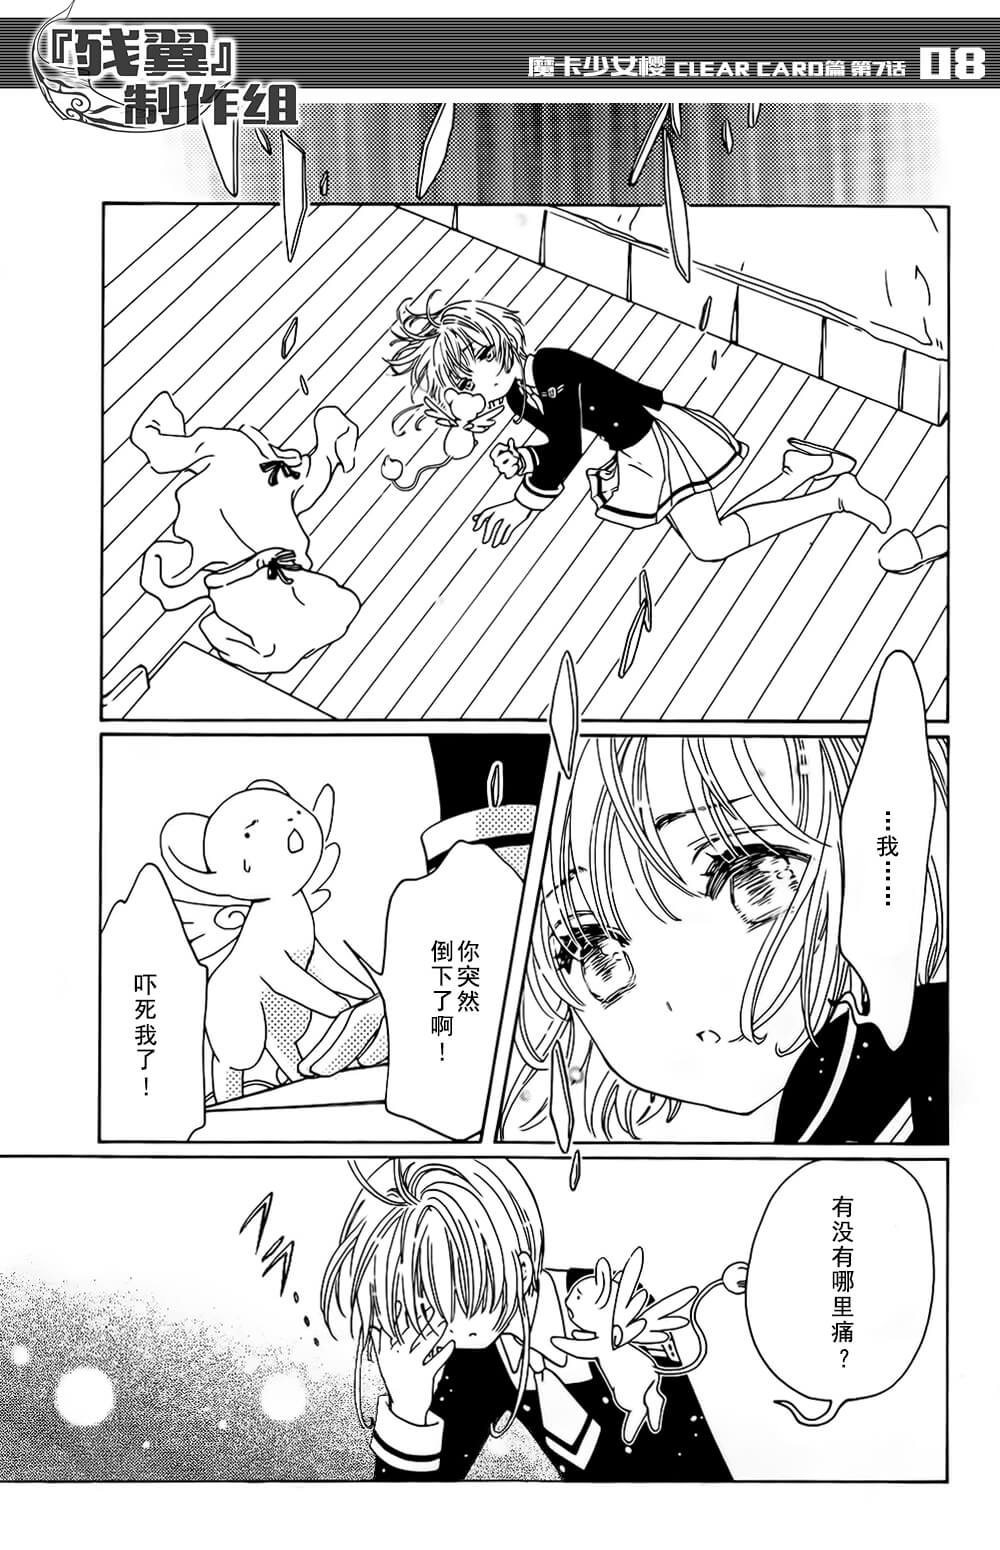 『残翼』
制作组
魔卡少女樱 CLEAR CARD篇 第7话 08
…我……
你突然
倒下了啊！
吓死我了！
有没有哪里痛？